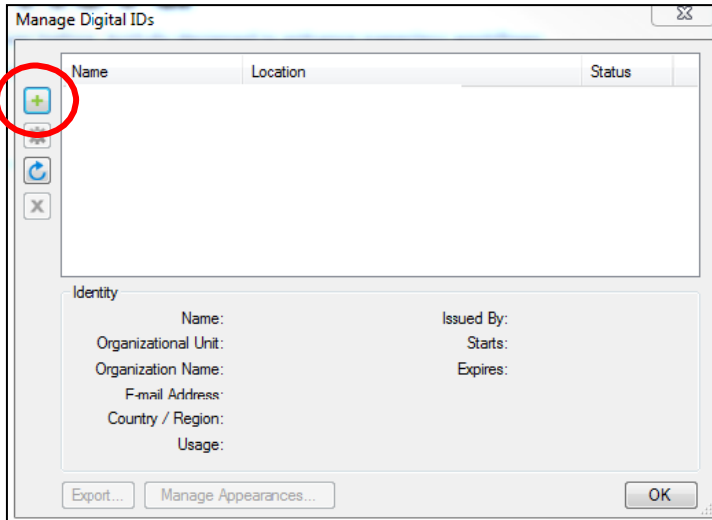 Manage Digital IDs
Name Location Status
Identity
Name: Issued By:
Organizational Unit: Starts:
Organization Name: Expires:
E-mail Address:
Country / Region:
Usage:
Export... Manage Appearances... OK